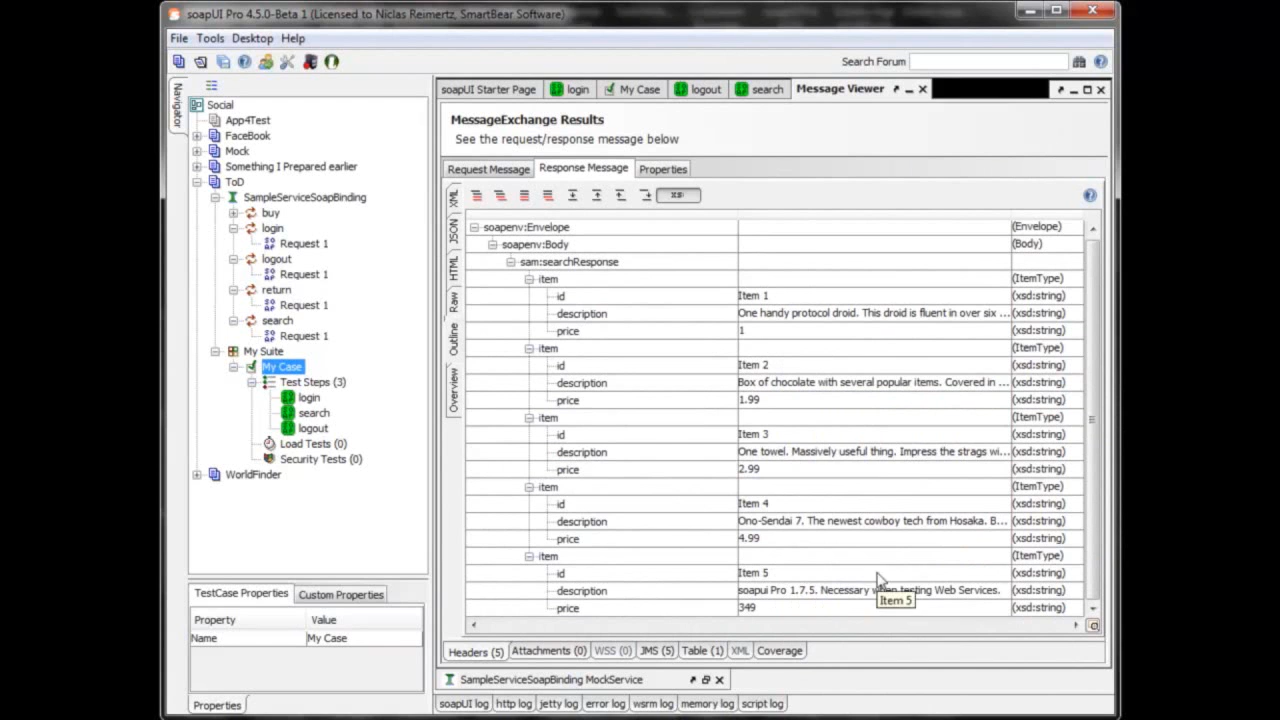 soapUI Pro 4.5.0-Beta 1 (Licensed to Niclas Reimertz, SmartBear Software)
File Tools Desktop Help
Search Forum
Navigator
Social
App4Test
FaceBook
Mock
Something I Prepared earlier
ToD
SampleServiceSoapBinding
buy
login
Request 1
logout
Request 1
return
Request 1
search
Request 1
My Suite
My Case
Test Steps (3)
login
search
logout
Load Tests (0)
Security Tests (0)
WorldFinder
TestCase Properties Custom Properties
Property Value
Name My Case
Properties
soapUI Starter Page login My Case logout search Message Viewer
MessageExchange Results
See the request/response message below
Request Message Response Message Properties
XML
JSON
HTML
Raw
Outline
Overview
soapenv:Envelope (Envelope)
soapenv:Body (Body)
sam:searchResponse
item (ItemType)
id Item 1 (xsd:string)
description One handy protocol droid. This droid is fluent in over six ... (xsd:string)
price 1 (xsd:string)
item (ItemType)
id Item 2 (xsd:string)
description Box of chocolate with several popular items. Covered in ... (xsd:string)
price 1.99 (xsd:string)
item (ItemType)
id Item 3 (xsd:string)
description One towel. Massively useful thing. Impress the strags wi... (xsd:string)
price 2.99 (xsd:string)
item (ItemType)
id Item 4 (xsd:string)
description Ono-Sendai 7. The newest cowboy tech from Hosaka. B... (xsd:string)
price 4.99 (xsd:string)
item (ItemType)
id Item 5 (xsd:string)
description soapui Pro 1.7.5. Necessary when testing Web Services. (xsd:string)
Item 5
price 349 (xsd:string)
Headers (5) Attachments (0) WSS (0) JMS (5) Table (1) XML Coverage
SampleServiceSoapBinding MockService
soapUI log http log jetty log error log wsrm log memory log script log